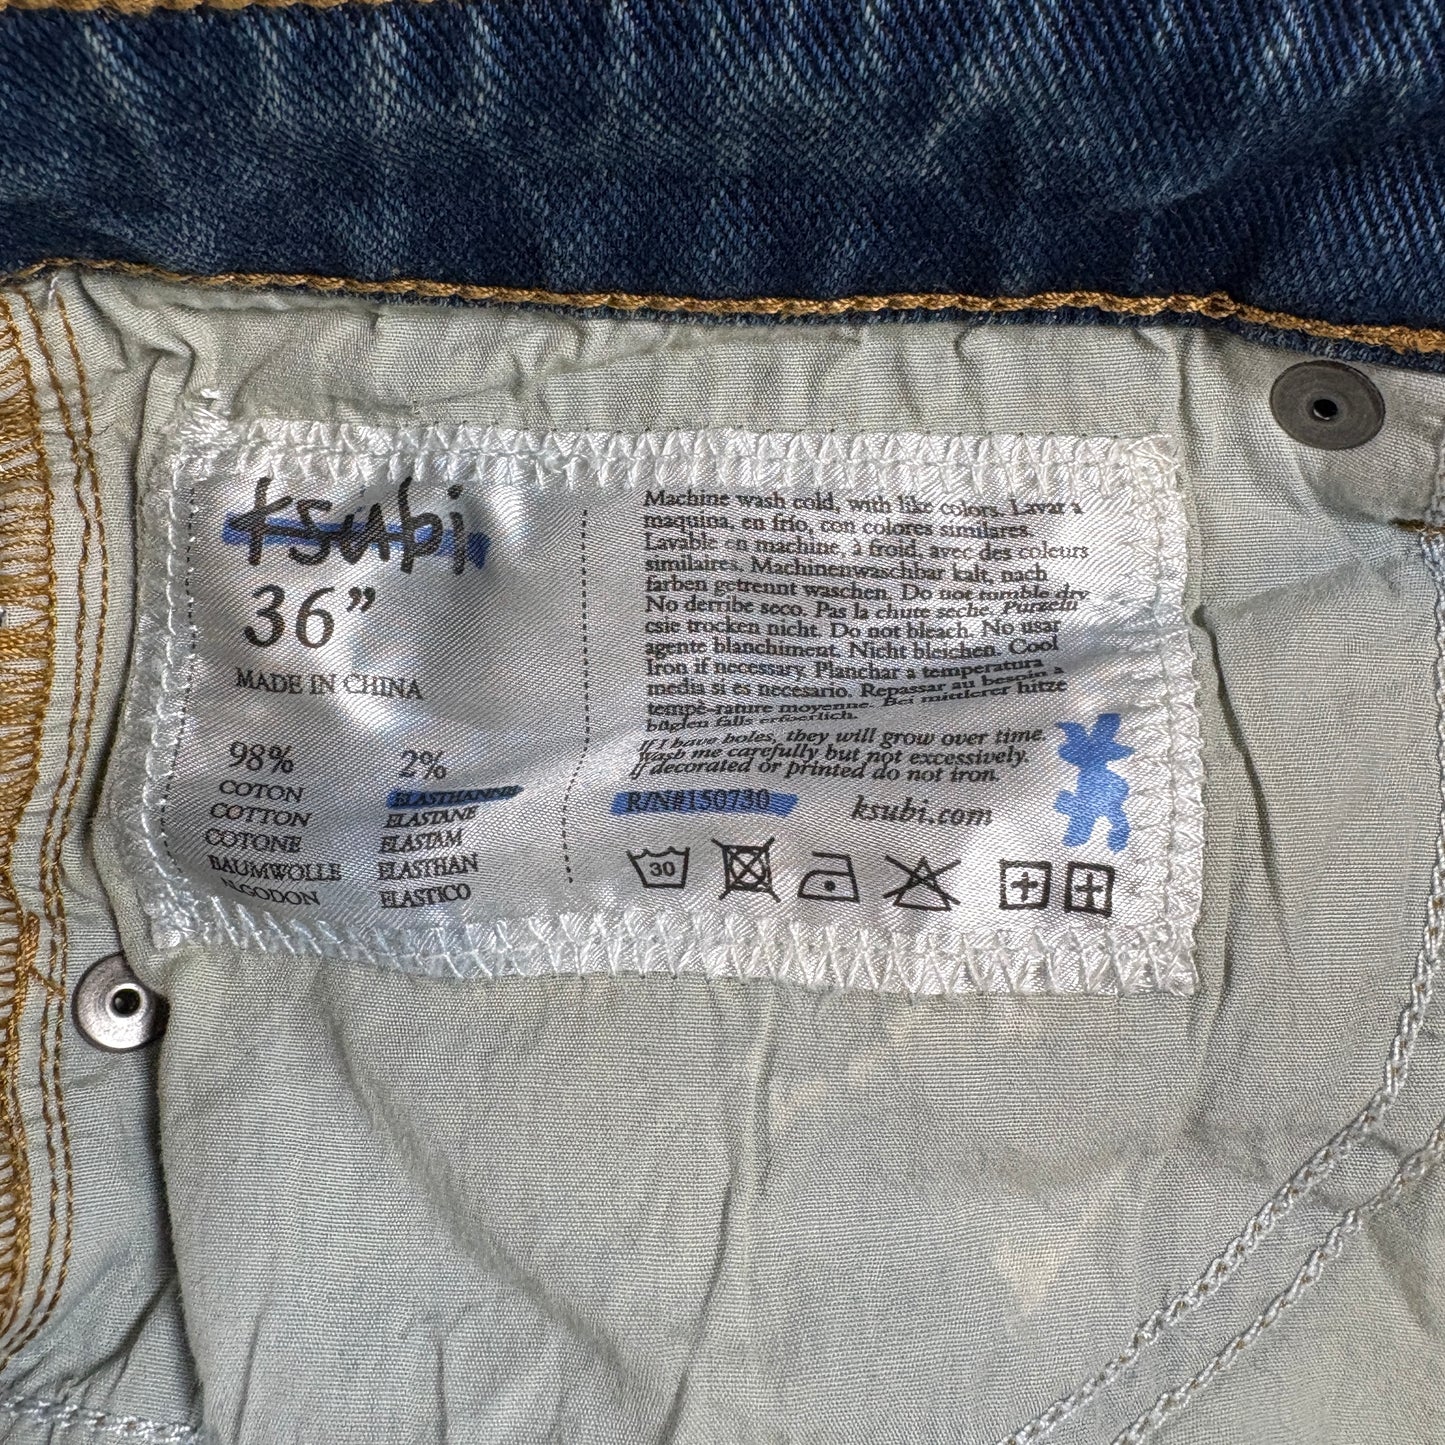 ksubi.
36”
MADE IN CHINA
98%
COTON
COTTON
COTONE
BAUMWOLLE
ALGODON
2%
ELASTHANNE
ELASTANE
ELASTAM
ELASTHAN
ELASTICO
Machine wash cold, with like colors. Lavar a
maquina, en frio, con colores similares.
Lavable en machine, à froid, avec des coleurs
similaires. Machinenwaschbar kalt, nach
farben getrennt waschen. Do not tumble dry
No derribe seco. Pas la chute seche. Purzeln
csie trocken nicht. Do not bleach. No usar
agente blanchiment. Nicht bleichen. Cool
Iron if necessary. Planchar a temperatura
media si es necesario. Repassar au besoin a
tempé-rature moyenne. Bei mittlerer hitze
büglen falls erfoerlich.
If I have holes, they will grow over time.
Wash me carefully but not excessively.
If decorated or printed do not iron.
R/N#150730
ksubi.com
30